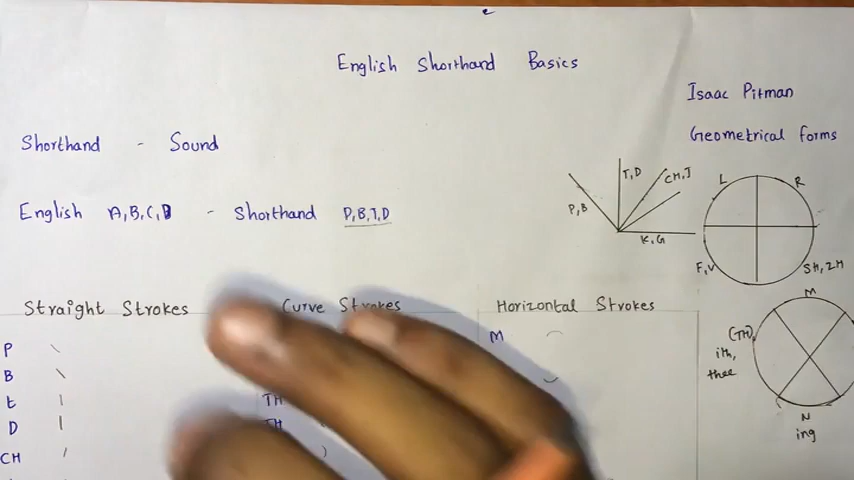 English Shorthand Basics
Isaac Pitman
Geometrical forms
Shorthand - Sound
English A,B,C,D - Shorthand P,B,T,D
P,B
T,D
CH,J
K,G
L
R
F,V
SH,ZH
M
(TH)
ith,
thee
N
ing
Straight Strokes
Curve Strokes
Horizontal Strokes
P
B
t
D
CH
TH
TH
M